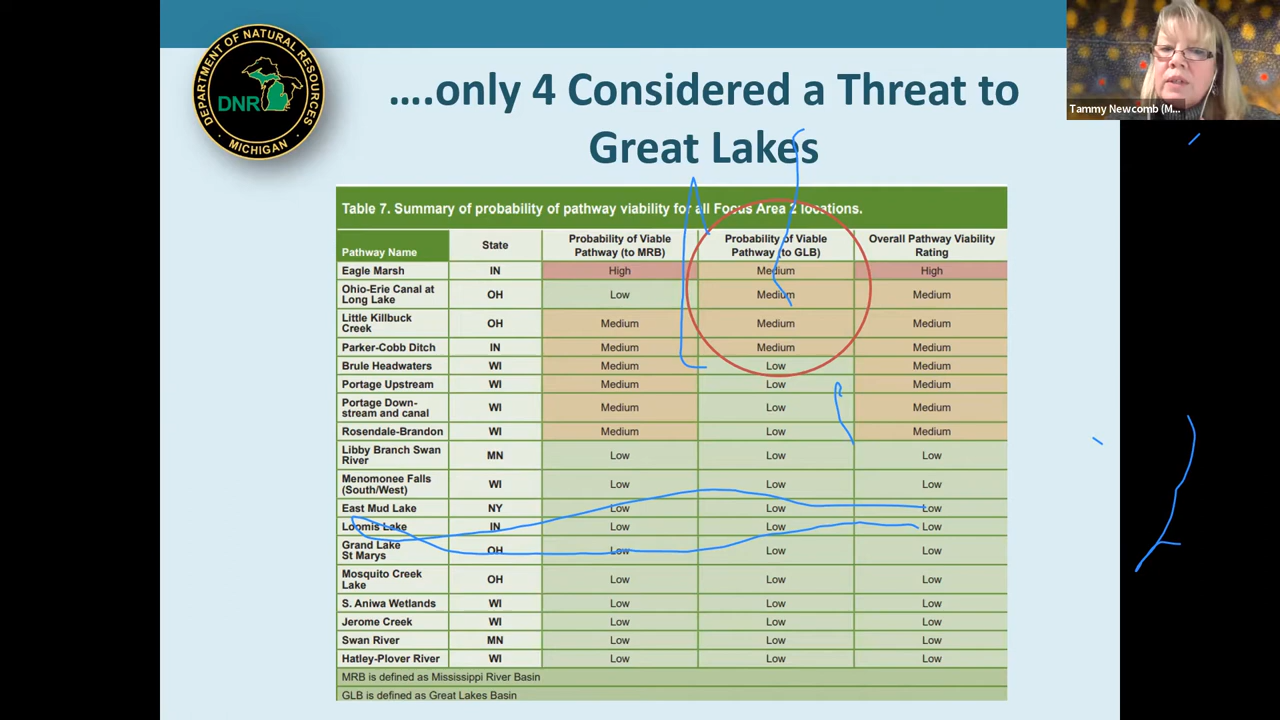 DEPARTMENT OF NATURAL RESOURCES
DNR
MICHIGAN
….only 4 Considered a Threat to
Great Lakes
Tammy Newcomb (M...
Table 7. Summary of probability of pathway viability for all Focus Area 2 locations.
Pathway Name State Probability of Viable Pathway (to MRB) Probability of Viable Pathway (to GLB) Overall Pathway Viability Rating
Eagle Marsh IN High Medium High
Ohio-Erie Canal at Long Lake OH Low Medium Medium
Little Killbuck Creek OH Medium Medium Medium
Parker-Cobb Ditch IN Medium Medium Medium
Brule Headwaters WI Medium Low Medium
Portage Upstream WI Medium Low Medium
Portage Down-stream and canal WI Medium Low Medium
Rosendale-Brandon WI Medium Low Medium
Libby Branch Swan River MN Low Low Low
Menomonee Falls (South/West) WI Low Low Low
East Mud Lake NY Low Low Low
Loomis Lake IN Low Low Low
Grand Lake St Marys OH Low Low Low
Mosquito Creek Lake OH Low Low Low
S. Aniwa Wetlands WI Low Low Low
Jerome Creek WI Low Low Low
Swan River MN Low Low Low
Hatley-Plover River WI Low Low Low
MRB is defined as Mississippi River Basin
GLB is defined as Great Lakes Basin